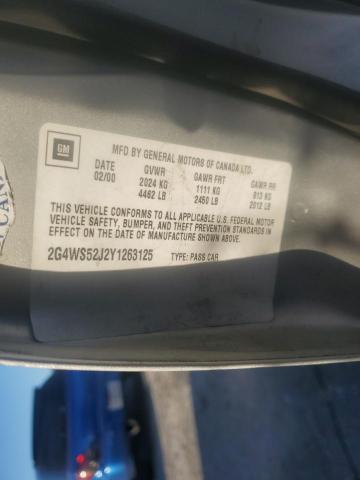 GM
MFD BY GENERAL MOTORS OF CANADA LTD.
DATE GVWR GAWR FRT GAWR RR
02/00 2024 KG 1111 KG 913 KG
4462 LB 2450 LB 2012 LB
THIS VEHICLE CONFORMS TO ALL APPLICABLE U.S. FEDERAL MOTOR
VEHICLE SAFETY, BUMPER, AND THEFT PREVENTION STANDARDS
IN EFFECT ON THE DATE OF MANUFACTURE SHOWN ABOVE.
2G4WS52J2Y1263125 TYPE: PASS CAR
CAN